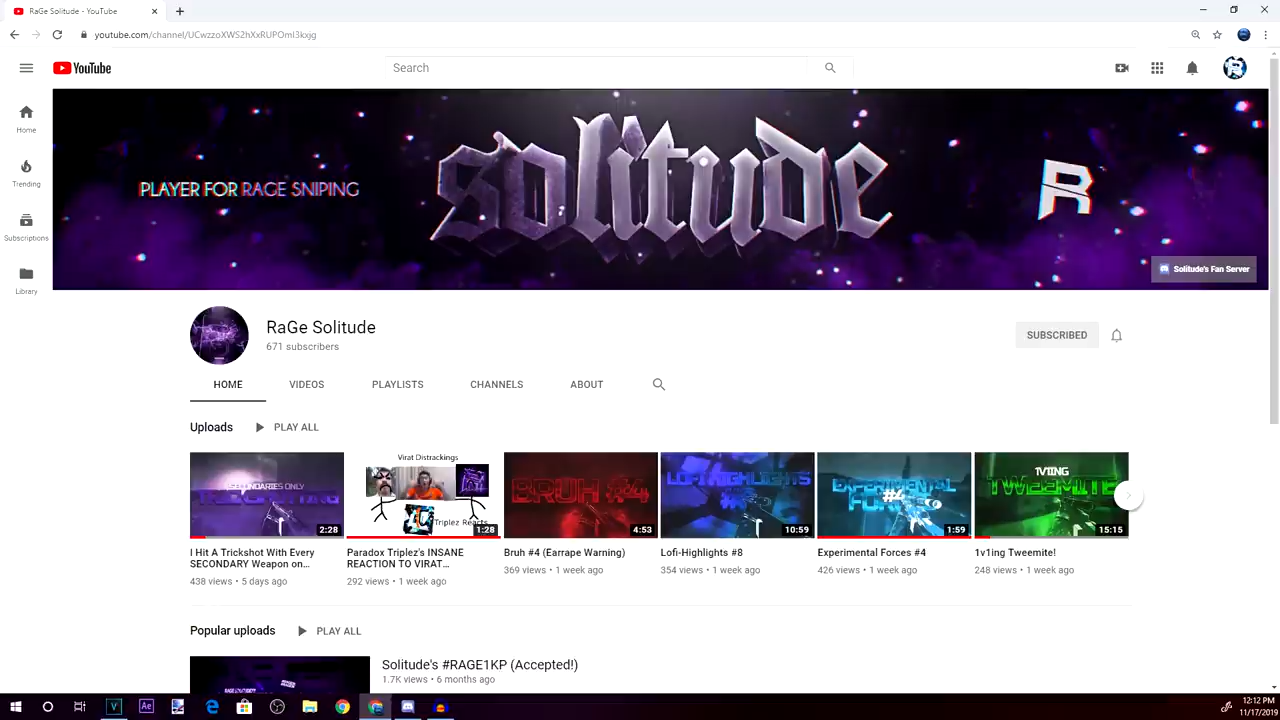 RaGe Solitude - YouTube
youtube.com/channel/UCwzzoXWS2hXxRUPOmI3kxjg
YouTube
Search
Home
Trending
Subscriptions
Library
PLAYER FOR RAGE SNIPING
solitude
R
Solitude's Fan Server
RaGe Solitude
671 subscribers
SUBSCRIBED
HOME
VIDEOS
PLAYLISTS
CHANNELS
ABOUT
Uploads
PLAY ALL
SECONDARIES ONLY
2:28
I Hit A Trickshot With Every
SECONDARY Weapon on...
438 views • 5 days ago
Virat Distrackings
Triplez Reacts
1:28
Paradox Triplez's INSANE
REACTION TO VIRAT...
292 views • 1 week ago
BRUH #4
4:53
Bruh #4 (Earrape Warning)
369 views • 1 week ago
LOFI-HIGHLIGHTS
10:59
Lofi-Highlights #8
354 views • 1 week ago
EXPERIMENTAL
FORCES
#4
1:59
Experimental Forces #4
426 views • 1 week ago
1V1ING
TWEEMITE
15:15
1v1ing Tweemite!
248 views • 1 week ago
Popular uploads
PLAY ALL
Solitude's #RAGE1KP (Accepted!)
1.7K views • 6 months ago
12:12 PM
11/17/2019